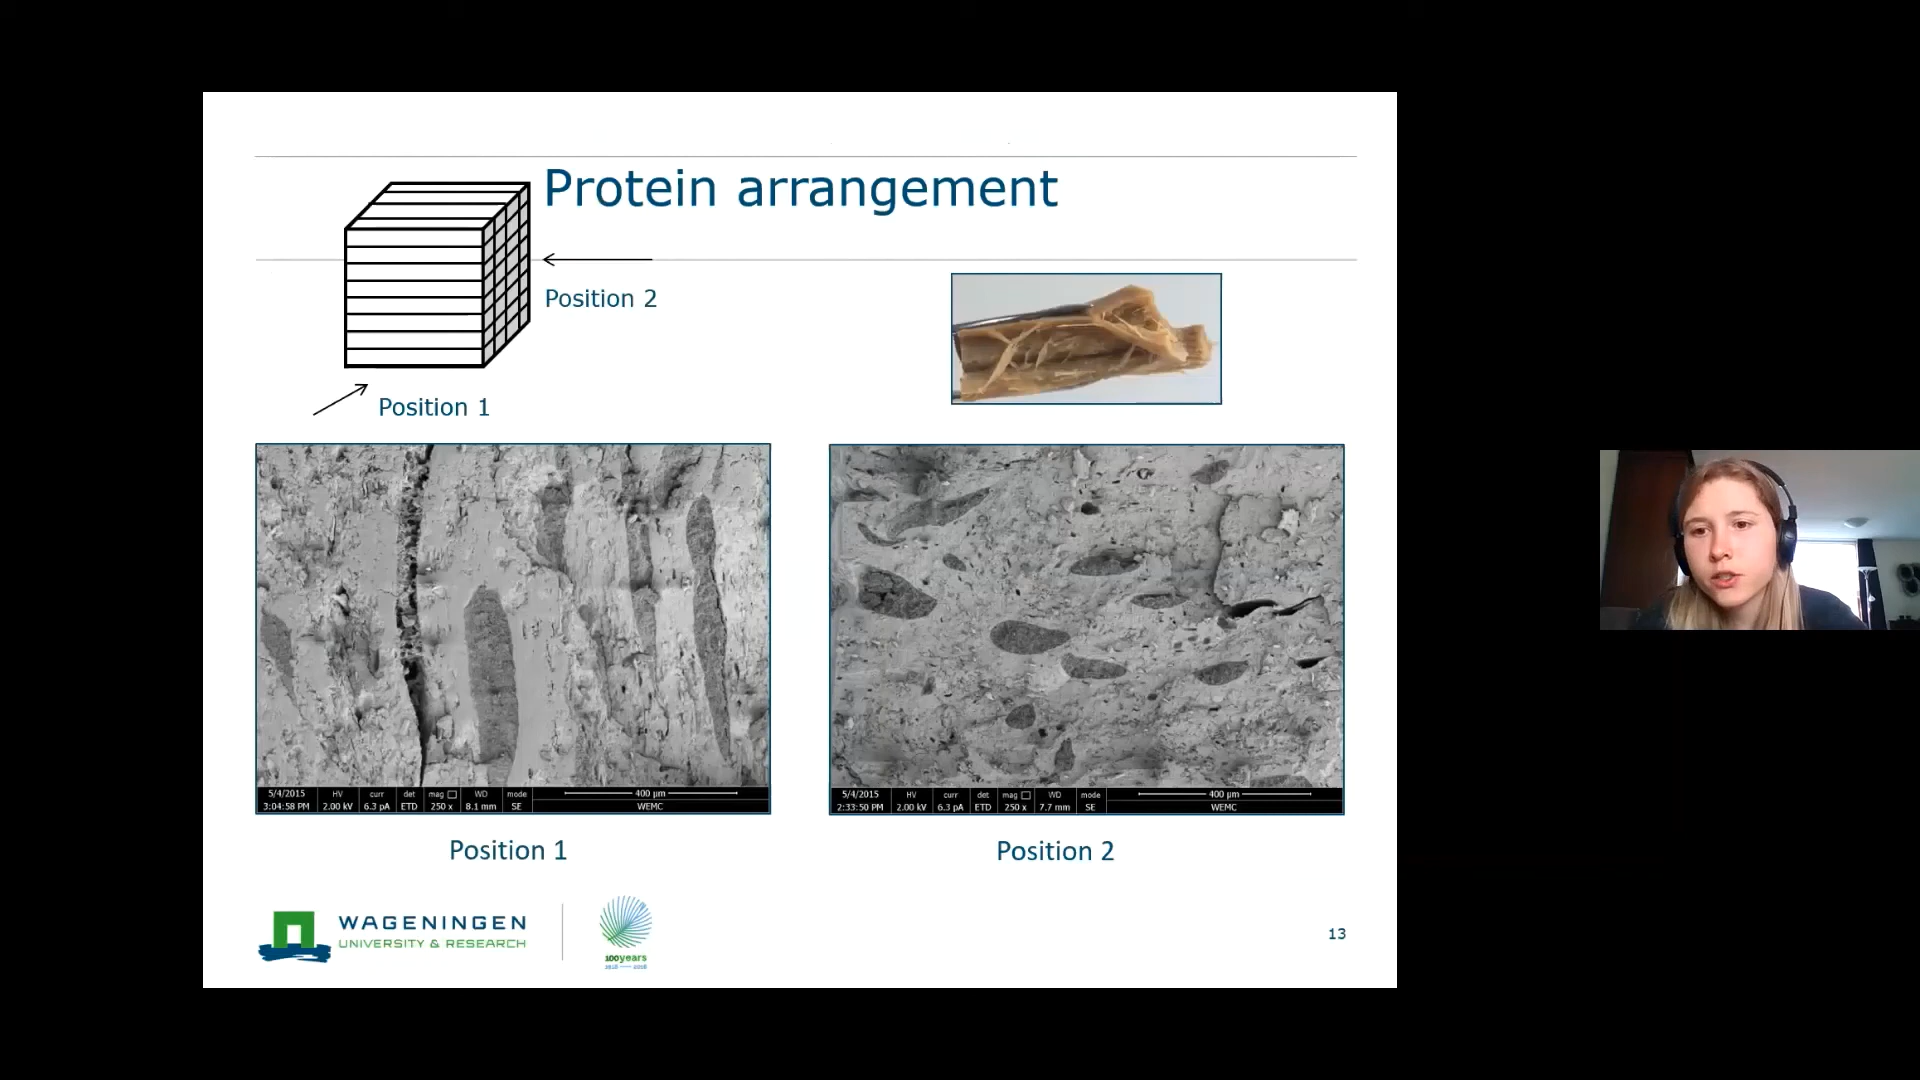 Protein arrangement
Position 2
Position 1
5/4/2015 HV curr det mag WD mode 400 µm
3:04:58 PM 2.00 kV 6.3 pA ETD 250 x 8.1 mm SE WEMC
5/4/2015 HV curr det mag WD mode 400 µm
2:33:50 PM 2.00 kV 6.3 pA ETD 250 x 7.7 mm SE WEMC
Position 1
Position 2
WAGENINGEN
UNIVERSITY & RESEARCH
100years
1918 — 2018
13